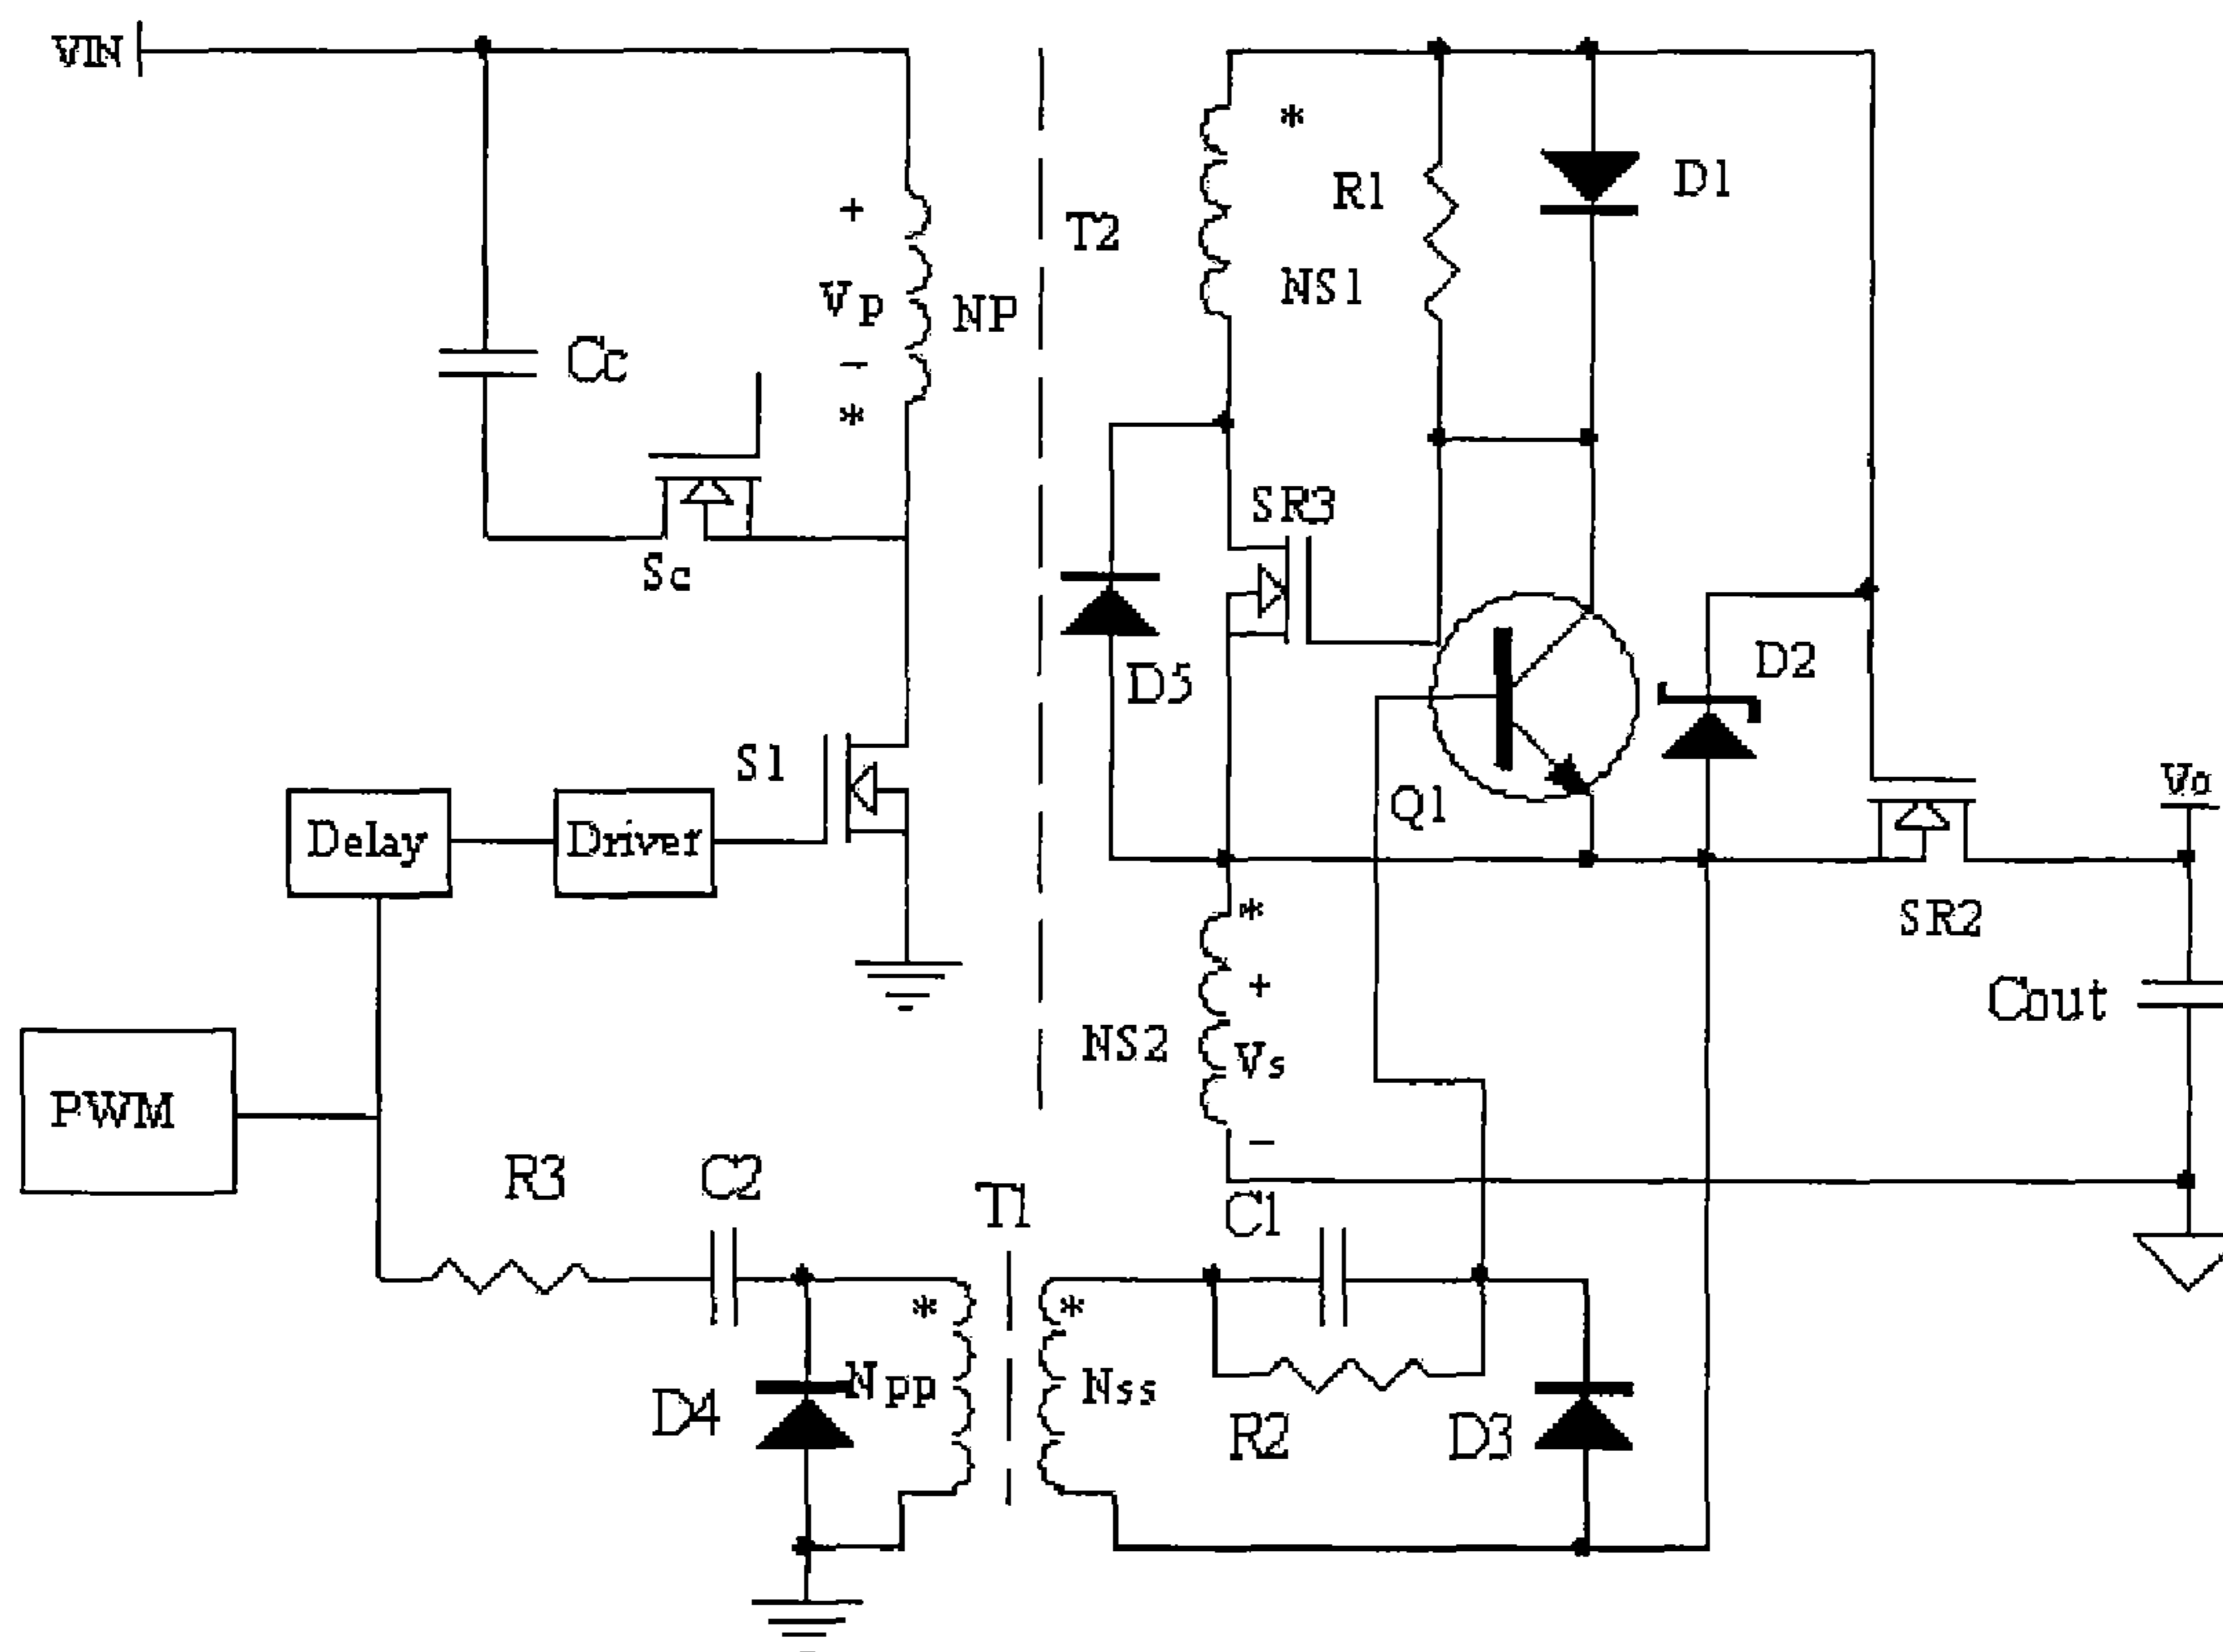 VIN
*
T2
R1
D1
+
Vp
NP
NS1
Cc
-
*
SR3
Sc
D5
D2
S1
Q1
Vo
Delay
Driver
*
SR2
+
Cout
NS2
Vs
PWM
-
R3
C2
T1
C1
*
*
D4
Npp
Nss
R2
D3